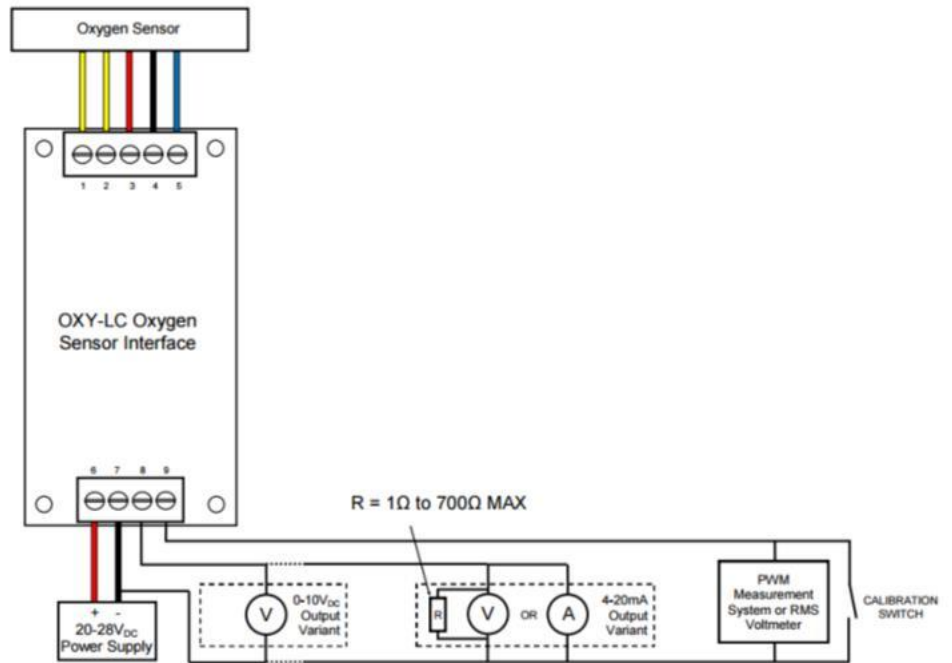 Oxygen Sensor
1 2 3 4 5
OXY-LC Oxygen
Sensor Interface
6 7 8 9
R = 1Ω to 700Ω MAX
+ -
20-28VDC
Power Supply
V
0-10VDC
Output
Variant
R
V
OR
A
4-20mA
Output
Variant
PWM
Measurement
System or RMS
Voltmeter
CALIBRATION
SWITCH